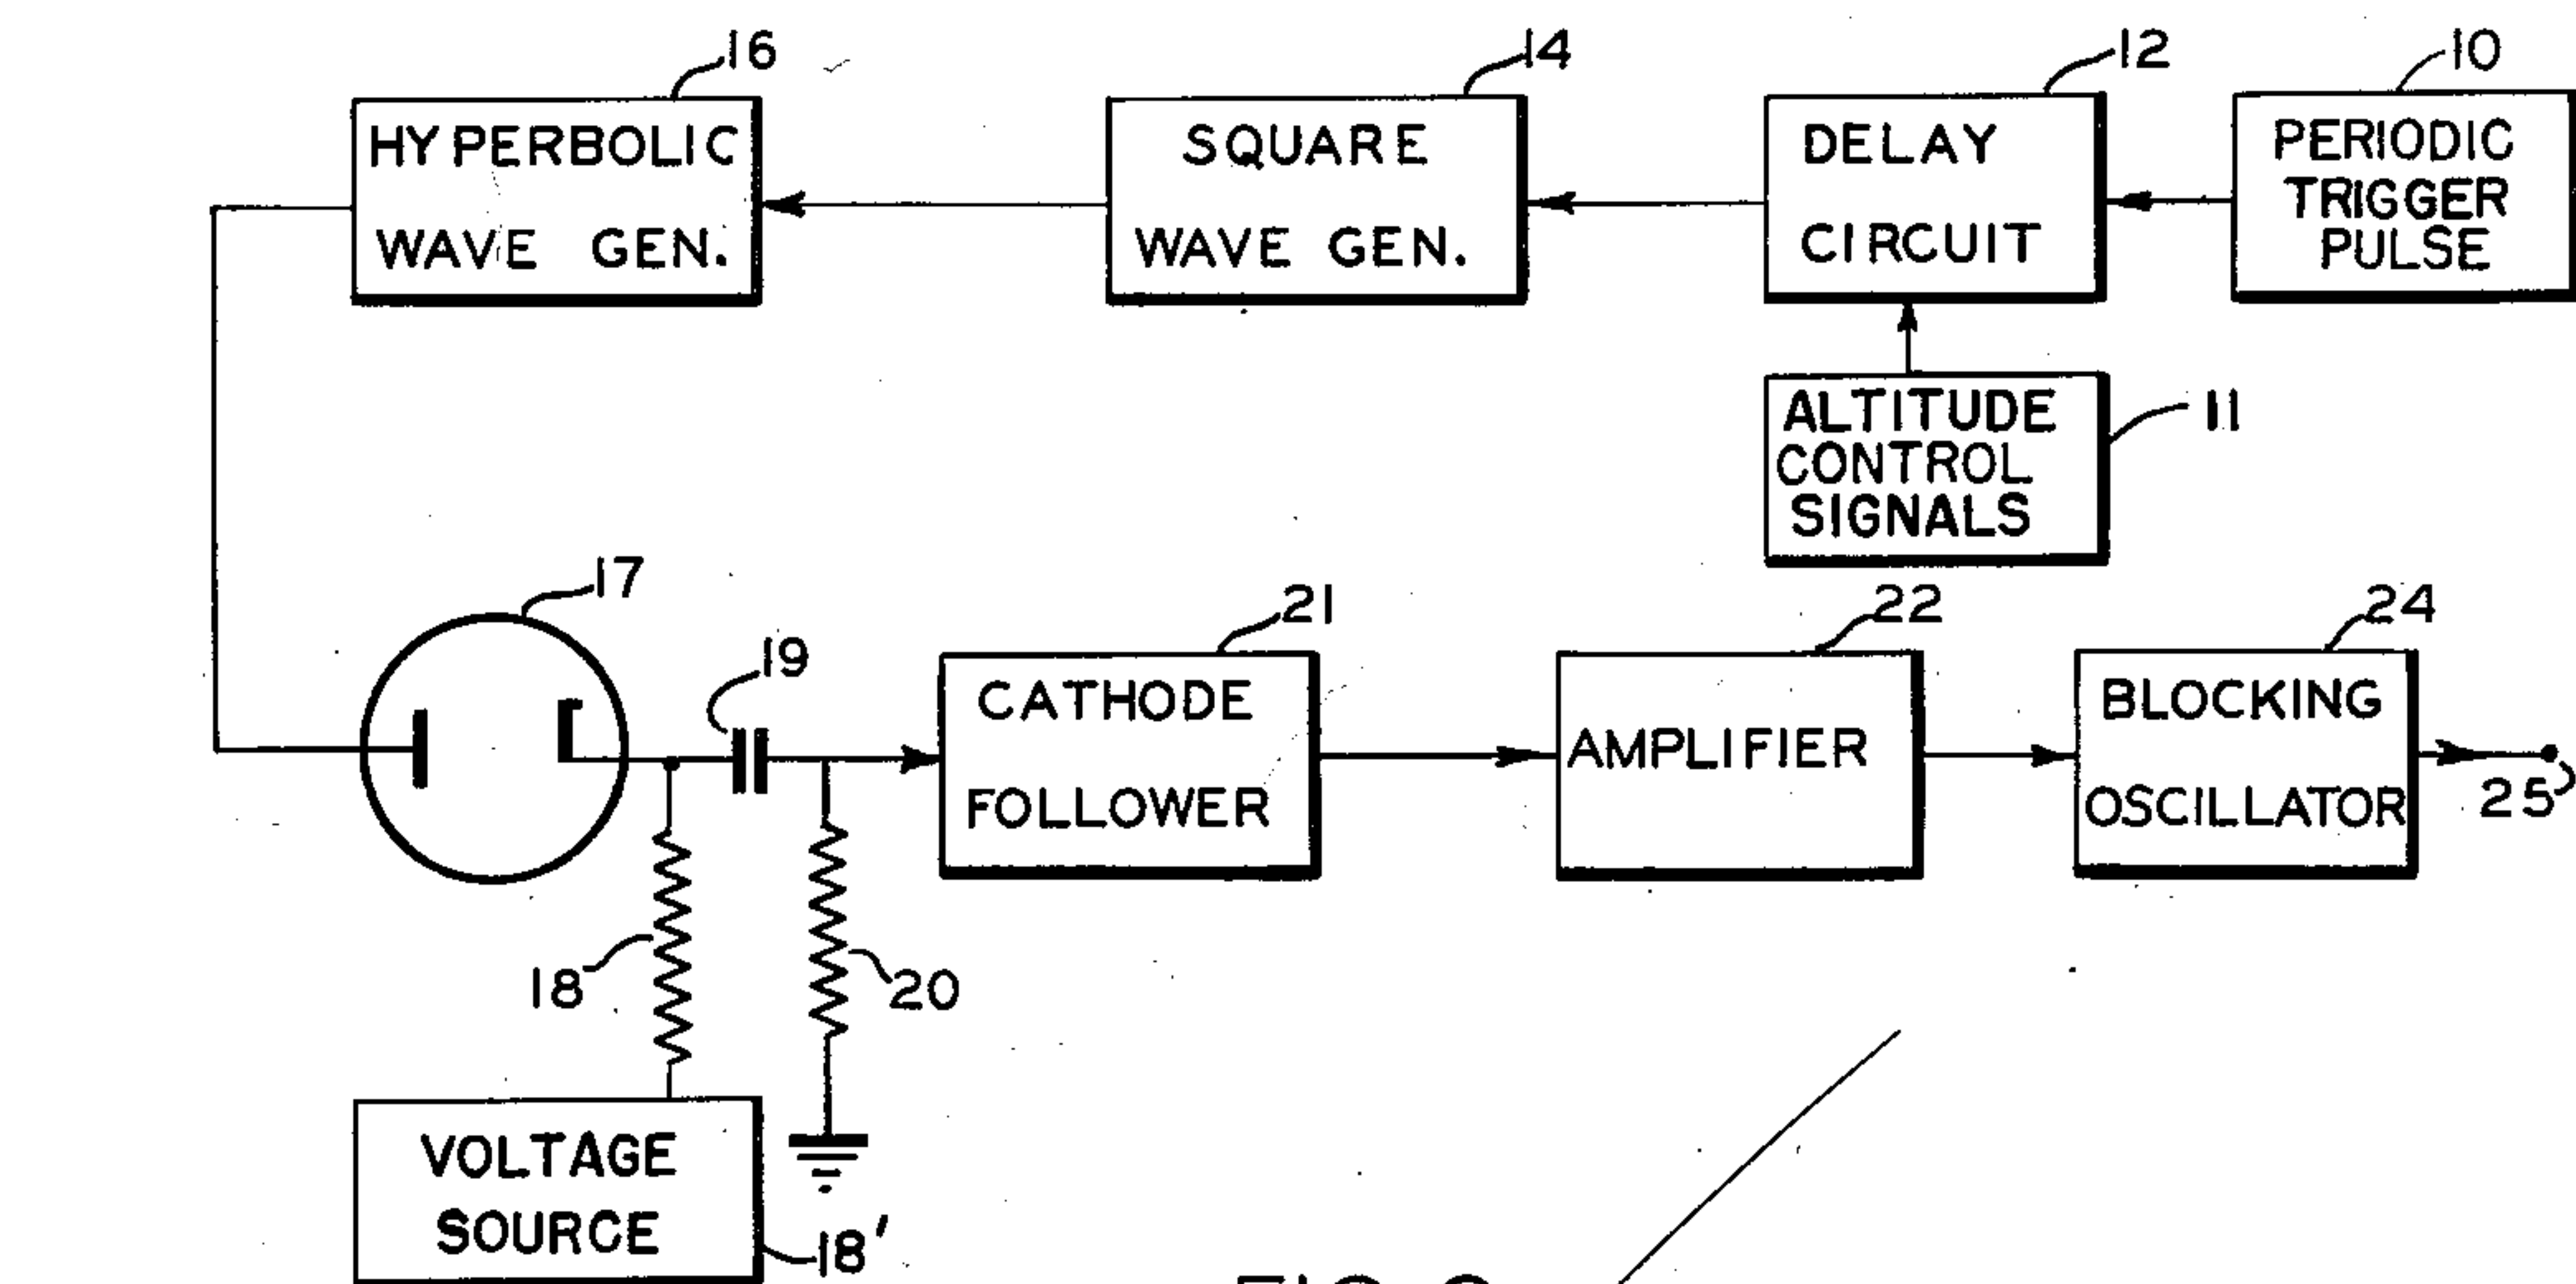 16
14
12
10
HYPERBOLIC
WAVE GEN.
SQUARE
WAVE GEN.
DELAY
CIRCUIT
PERIODIC
TRIGGER
PULSE
ALTITUDE
CONTROL
SIGNALS
11
17
19
21
22
24
CATHODE
FOLLOWER
AMPLIFIER
BLOCKING
OSCILLATOR
25
18
20
VOLTAGE
SOURCE
18'